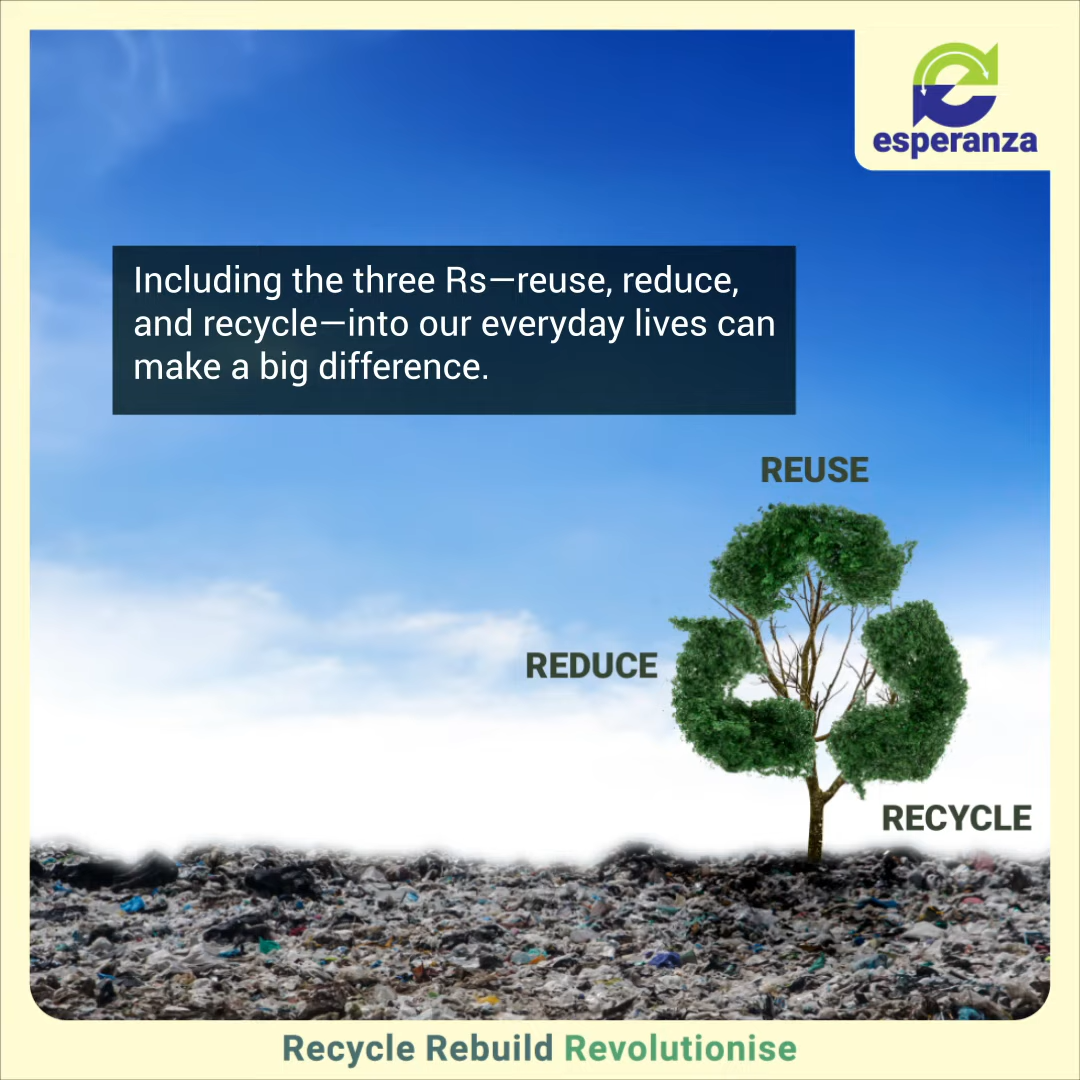 esperanza
Including the three Rs—reuse, reduce,
and recycle—into our everyday lives can
make a big difference.
REUSE
REDUCE
RECYCLE
Recycle Rebuild Revolutionise